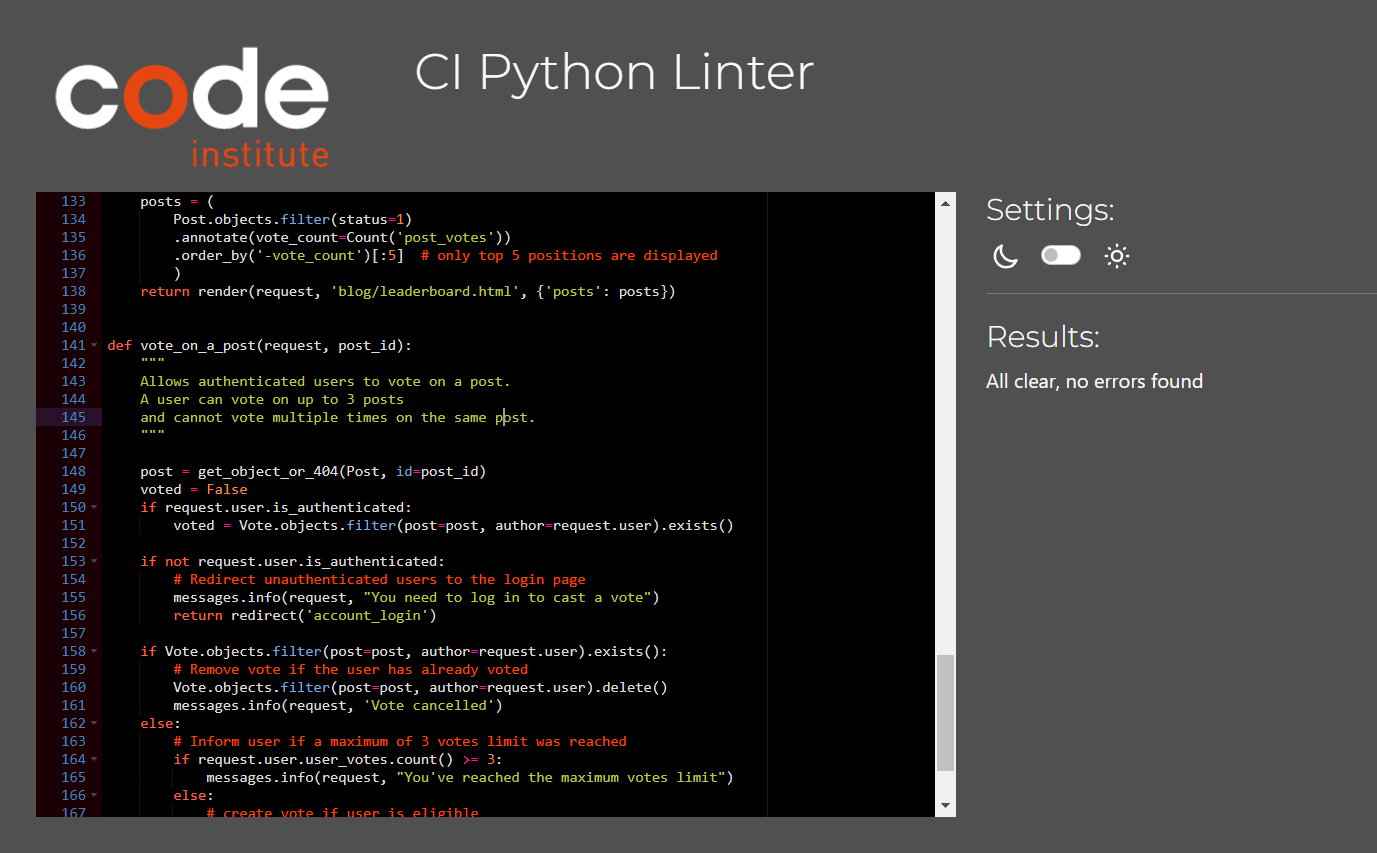 code
institute
CI Python Linter
133 posts = (
134 Post.objects.filter(status=1)
135 .annotate(vote_count=Count('post_votes'))
136 .order_by('-vote_count')[:5]  # only top 5 positions are displayed
137 )
138 return render(request, 'blog/leaderboard.html', {'posts': posts})
139
140
141 def vote_on_a_post(request, post_id):
142 """
143 Allows authenticated users to vote on a post.
144 A user can vote on up to 3 posts
145 and cannot vote multiple times on the same post.
146 """
147
148 post = get_object_or_404(Post, id=post_id)
149 voted = False
150 if request.user.is_authenticated:
151 voted = Vote.objects.filter(post=post, author=request.user).exists()
152
153 if not request.user.is_authenticated:
154 # Redirect unauthenticated users to the login page
155 messages.info(request, "You need to log in to cast a vote")
156 return redirect('account_login')
157
158 if Vote.objects.filter(post=post, author=request.user).exists():
159 # Remove vote if the user has already voted
160 Vote.objects.filter(post=post, author=request.user).delete()
161 messages.info(request, 'Vote cancelled')
162 else:
163 # Inform user if a maximum of 3 votes limit was reached
164 if request.user.user_votes.count() >= 3:
165 messages.info(request, "You've reached the maximum votes limit")
166 else:
167 # create vote if user is eligible
Settings:
Results:
All clear, no errors found